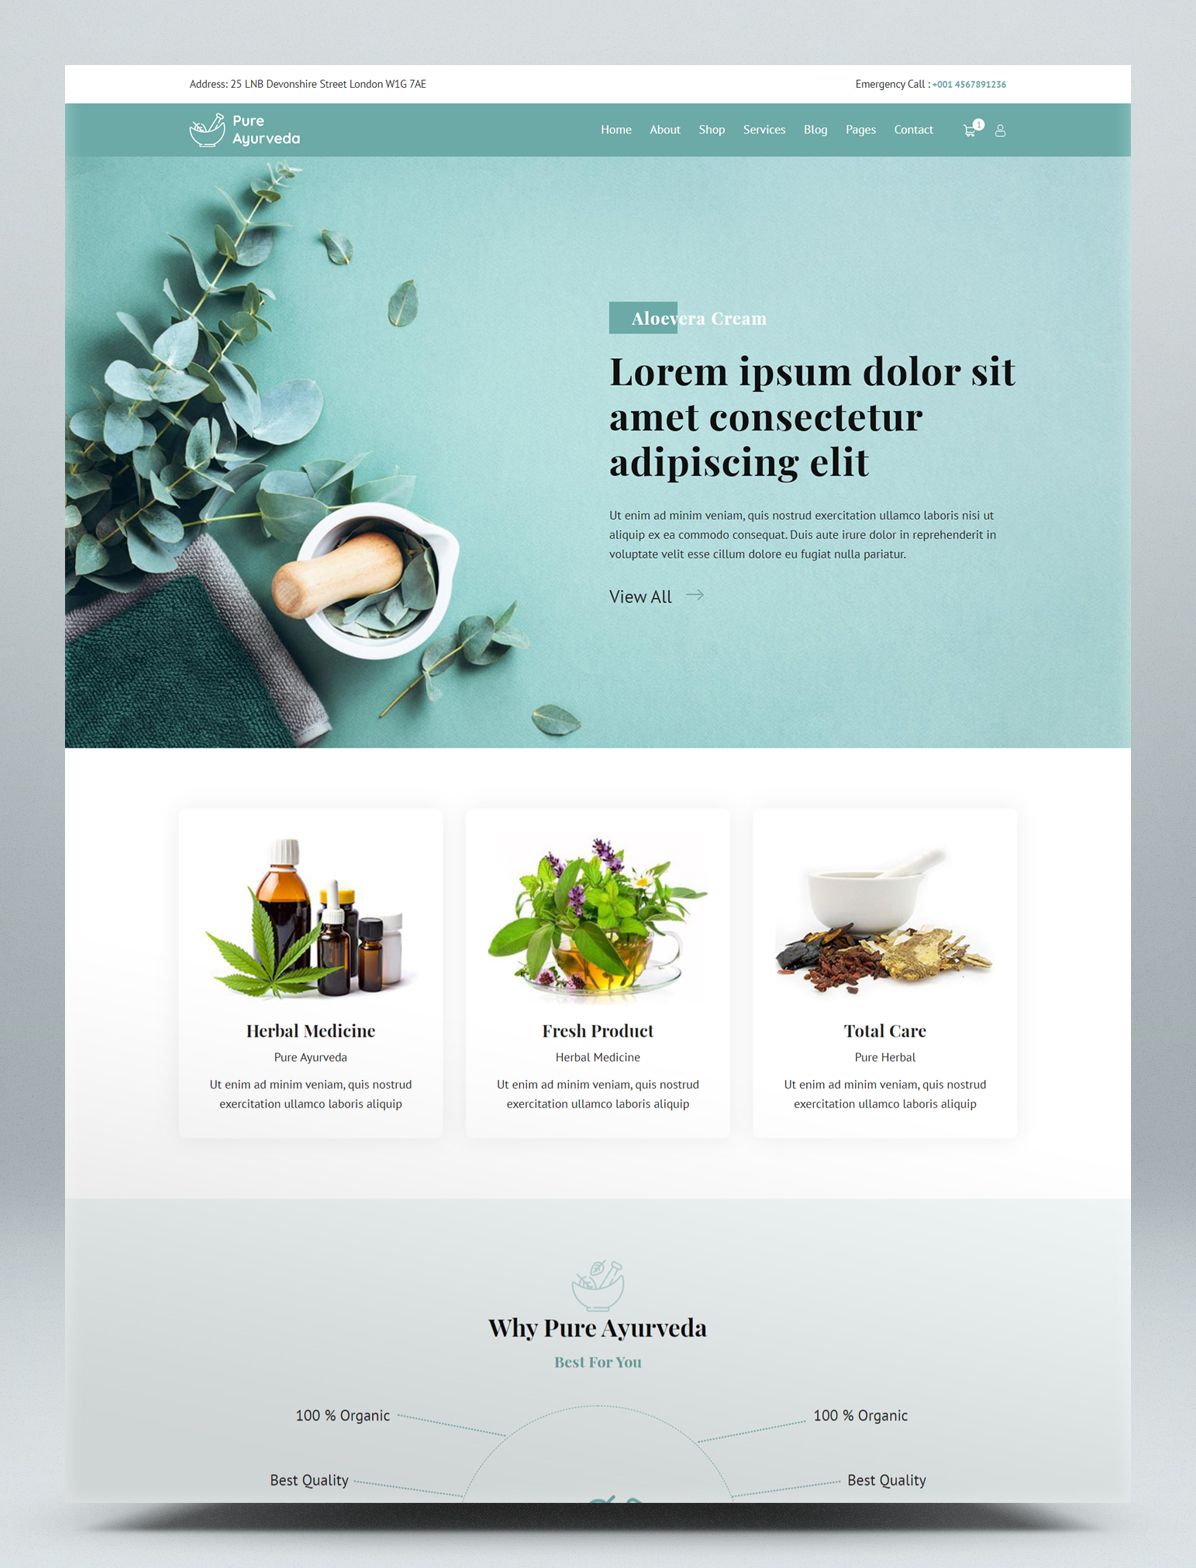 Address: 25 LNB Devonshire Street London W1G 7AE
Emergency Call : +001 4567891236
Pure
Ayurveda
Home About Shop Services Blog Pages Contact
1
Aloevera Cream
Lorem ipsum dolor sit
amet consectetur
adipiscing elit
Ut enim ad minim veniam, quis nostrud exercitation ullamco laboris nisi ut
aliquip ex ea commodo consequat. Duis aute irure dolor in reprehenderit in
voluptate velit esse cillum dolore eu fugiat nulla pariatur.
View All
Herbal Medicine
Pure Ayurveda
Ut enim ad minim veniam, quis nostrud
exercitation ullamco laboris aliquip
Fresh Product
Herbal Medicine
Ut enim ad minim veniam, quis nostrud
exercitation ullamco laboris aliquip
Total Care
Pure Herbal
Ut enim ad minim veniam, quis nostrud
exercitation ullamco laboris aliquip
Why Pure Ayurveda
Best For You
100 % Organic
100 % Organic
Best Quality
Best Quality